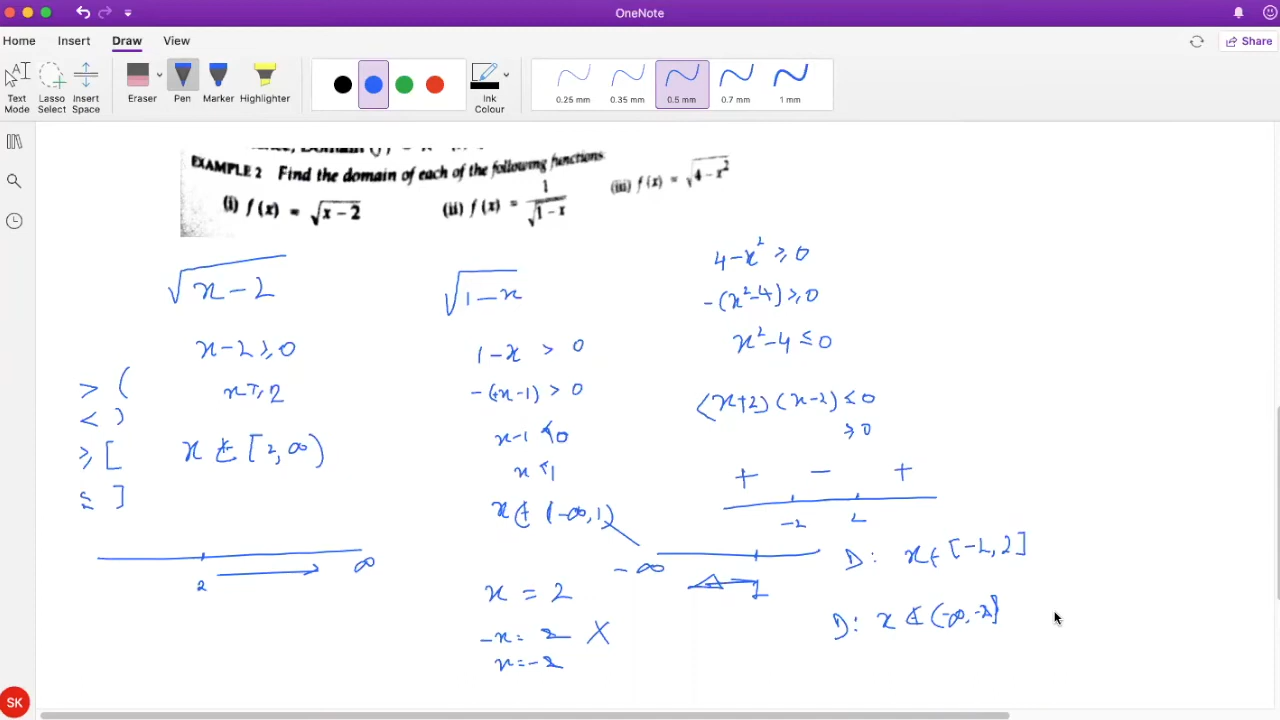 OneNote
Home Insert Draw View
Share
Text Mode
Lasso Select
Insert Space
Eraser
Pen
Marker
Highlighter
Ink Colour
0.25 mm
0.35 mm
0.5 mm
0.7 mm
1 mm
EXAMPLE 2 Find the domain of each of the following functions
(i) f(x) = √(x – 2)
(ii) f(x) = 1/√(1 – x)
(iii) f(x) = √(4 – x²)
√(x – 2)
x – 2 ≥ 0
x ≥ 2
x ∈ [2, ∞)
> (
< )
≥ [
≤ ]
2 ∞
√(1 – x)
1 – x > 0
-(+x – 1) > 0
x – 1 < 0
x < 1
x ∈ (-∞, 1)
-∞ 1
x = 2
-x = 2 X
x = -2
4 – x² ≥ 0
-(x² – 4) ≥ 0
x² – 4 ≤ 0
(x+2) (x–2) ≤ 0
≥ 0
+ – +
-2 2
D: x ∈ [-2, 2]
D: x ∈ (-∞, -2]
SK